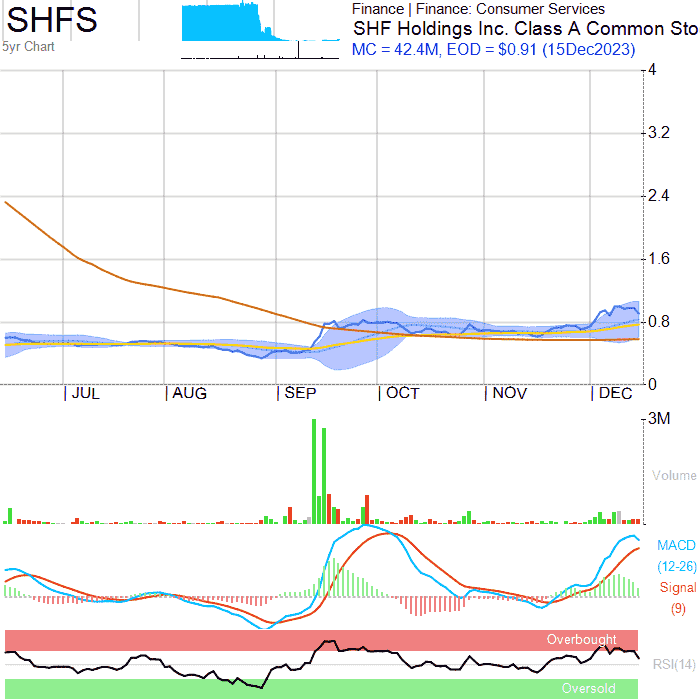 SHFS
5yr Chart
Finance | Finance: Consumer Services
SHF Holdings Inc. Class A Common Sto
MC = 42.4M, EOD = $0.91 (15Dec2023)
4
3.2
2.4
1.6
0.8
0
JUL
AUG
SEP
OCT
NOV
DEC
3M
Volume
MACD
(12-26)
Signal
(9)
Overbought
RSI(14)
Oversold